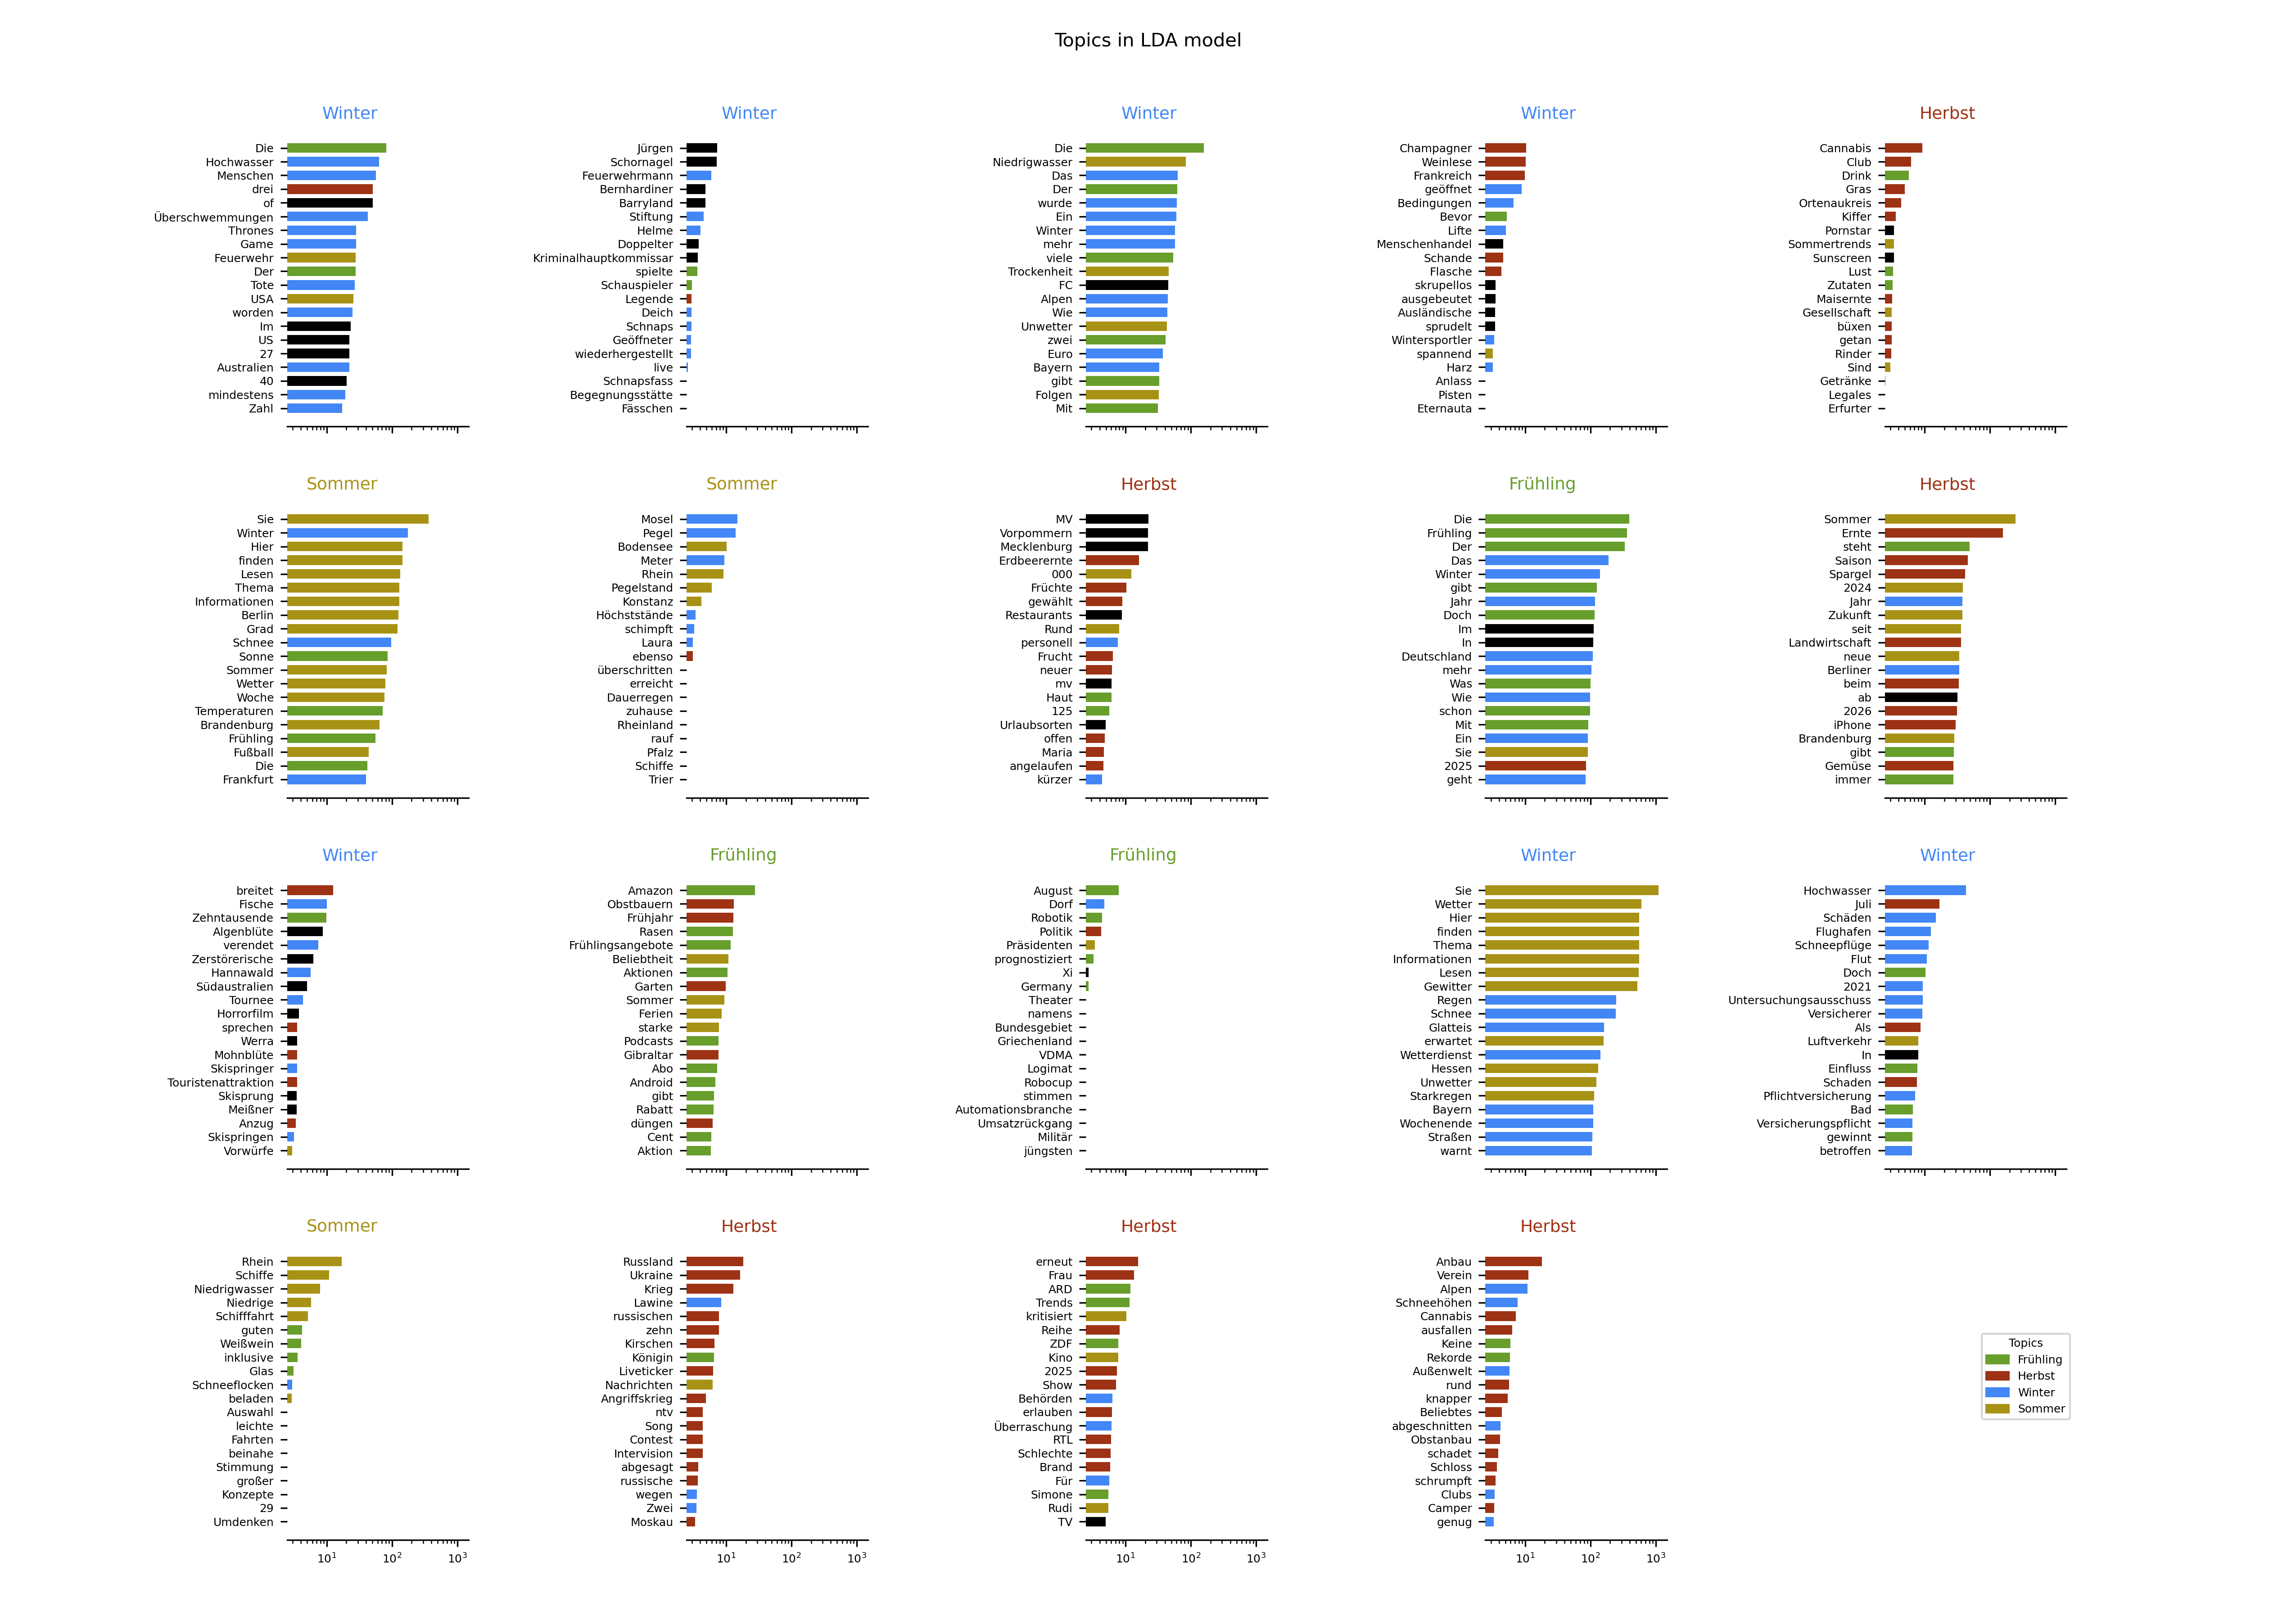 Topics in LDA model
Winter
Die
Hochwasser
Menschen
drei
of
Überschwemmungen
Thrones
Game
Feuerwehr
Der
Tote
USA
worden
Im
US
27
Australien
40
mindestens
Zahl
Winter
Jürgen
Schornagel
Feuerwehrmann
Bernhardiner
Barryland
Stiftung
Helme
Doppelter
Kriminalhauptkommissar
spielte
Schauspieler
Legende
Deich
Schnaps
Geöffneter
wiederhergestellt
live
Schnapsfass
Begegnungsstätte
Fässchen
Winter
Die
Niedrigwasser
Das
Der
wurde
Ein
Winter
mehr
viele
Trockenheit
FC
Alpen
Wie
Unwetter
zwei
Euro
Bayern
gibt
Folgen
Mit
Winter
Champagner
Weinlese
Frankreich
geöffnet
Bedingungen
Bevor
Lifte
Menschenhandel
Schande
Flasche
skrupellos
ausgebeutet
Ausländische
sprudelt
Wintersportler
spannend
Harz
Anlass
Pisten
Eternauta
Herbst
Cannabis
Club
Drink
Gras
Ortenaukreis
Kiffer
Pornstar
Sommertrends
Sunscreen
Lust
Zutaten
Maisernte
Gesellschaft
büxen
getan
Rinder
Sind
Getränke
Legales
Erfurter
Sommer
Sie
Winter
Hier
finden
Lesen
Thema
Informationen
Berlin
Grad
Schnee
Sonne
Sommer
Wetter
Woche
Temperaturen
Brandenburg
Frühling
Fußball
Die
Frankfurt
Sommer
Mosel
Pegel
Bodensee
Meter
Rhein
Pegelstand
Konstanz
Höchststände
schimpft
Laura
ebenso
überschritten
erreicht
Dauerregen
zuhause
Rheinland
rauf
Pfalz
Schiffe
Trier
Herbst
MV
Vorpommern
Mecklenburg
Erdbeerernte
000
Früchte
gewählt
Restaurants
Rund
personell
Frucht
neuer
mv
Haut
125
Urlaubsorten
offen
Maria
angelaufen
kürzer
Frühling
Die
Frühling
Der
Das
Winter
gibt
Jahr
Doch
Im
In
Deutschland
mehr
Was
Wie
schon
Mit
Ein
Sie
2025
geht
Herbst
Sommer
Ernte
steht
Saison
Spargel
2024
Jahr
Zukunft
seit
Landwirtschaft
neue
Berliner
beim
ab
2026
iPhone
Brandenburg
gibt
Gemüse
immer
Winter
breitet
Fische
Zehntausende
Algenblüte
verendet
Zerstörerische
Hannawald
Südaustralien
Tournee
Horrorfilm
sprechen
Werra
Mohnblüte
Skispringer
Touristenattraktion
Skisprung
Meißner
Anzug
Skispringen
Vorwürfe
Frühling
Amazon
Obstbauern
Frühjahr
Rasen
Frühlingsangebote
Beliebtheit
Aktionen
Garten
Sommer
Ferien
starke
Podcasts
Gibraltar
Abo
Android
gibt
Rabatt
düngen
Cent
Aktion
Frühling
August
Dorf
Robotik
Politik
Präsidenten
prognostiziert
Xi
Germany
Theater
namens
Bundesgebiet
Griechenland
VDMA
Logimat
Robocup
stimmen
Automationsbranche
Umsatzrückgang
Militär
jüngsten
Winter
Sie
Wetter
Hier
finden
Thema
Informationen
Lesen
Gewitter
Regen
Schnee
Glatteis
erwartet
Wetterdienst
Hessen
Unwetter
Starkregen
Bayern
Wochenende
Straßen
warnt
Winter
Hochwasser
Juli
Schäden
Flughafen
Schneepflüge
Flut
Doch
2021
Untersuchungsausschuss
Versicherer
Als
Luftverkehr
In
Einfluss
Schaden
Pflichtversicherung
Bad
Versicherungspflicht
gewinnt
betroffen
Sommer
Rhein
Schiffe
Niedrigwasser
Niedrige
Schifffahrt
guten
Weißwein
inklusive
Glas
Schneeflocken
beladen
Auswahl
leichte
Fahrten
beinahe
Stimmung
großer
Konzepte
29
Umdenken
10¹ 10² 10³
Herbst
Russland
Ukraine
Krieg
Lawine
russischen
zehn
Kirschen
Königin
Liveticker
Nachrichten
Angriffskrieg
ntv
Song
Contest
Intervision
abgesagt
russische
wegen
Zwei
Moskau
10¹ 10² 10³
Herbst
erneut
Frau
ARD
Trends
kritisiert
Reihe
ZDF
Kino
2025
Show
Behörden
erlauben
Überraschung
RTL
Schlechte
Brand
Für
Simone
Rudi
TV
10¹ 10² 10³
Herbst
Anbau
Verein
Alpen
Schneehöhen
Cannabis
ausfallen
Keine
Rekorde
Außenwelt
rund
knapper
Beliebtes
abgeschnitten
Obstanbau
schadet
Schloss
schrumpft
Clubs
Camper
genug
10¹ 10² 10³
Topics
Frühling
Herbst
Winter
Sommer